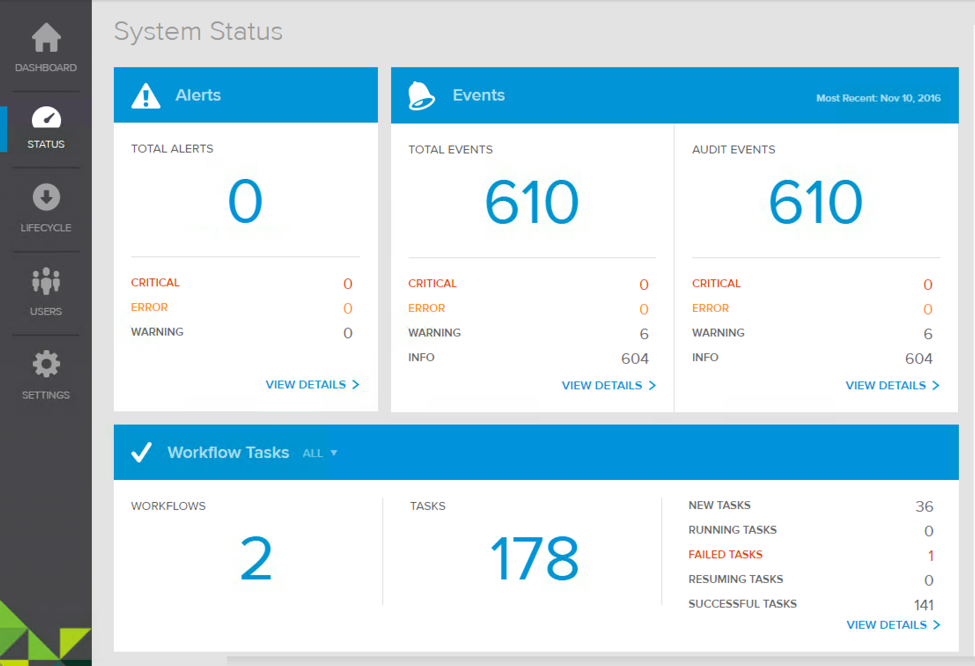 System Status
DASHBOARD
STATUS
LIFECYCLE
USERS
SETTINGS
Alerts
TOTAL ALERTS
0
CRITICAL 0
ERROR 0
WARNING 0
VIEW DETAILS >
Events
Most Recent: Nov 10, 2016
TOTAL EVENTS
610
CRITICAL 0
ERROR 0
WARNING 6
INFO 604
VIEW DETAILS >
AUDIT EVENTS
610
CRITICAL 0
ERROR 0
WARNING 6
INFO 604
VIEW DETAILS >
Workflow Tasks ALL ▼
WORKFLOWS
2
TASKS
178
NEW TASKS 36
RUNNING TASKS 0
FAILED TASKS 1
RESUMING TASKS 0
SUCCESSFUL TASKS 141
VIEW DETAILS >